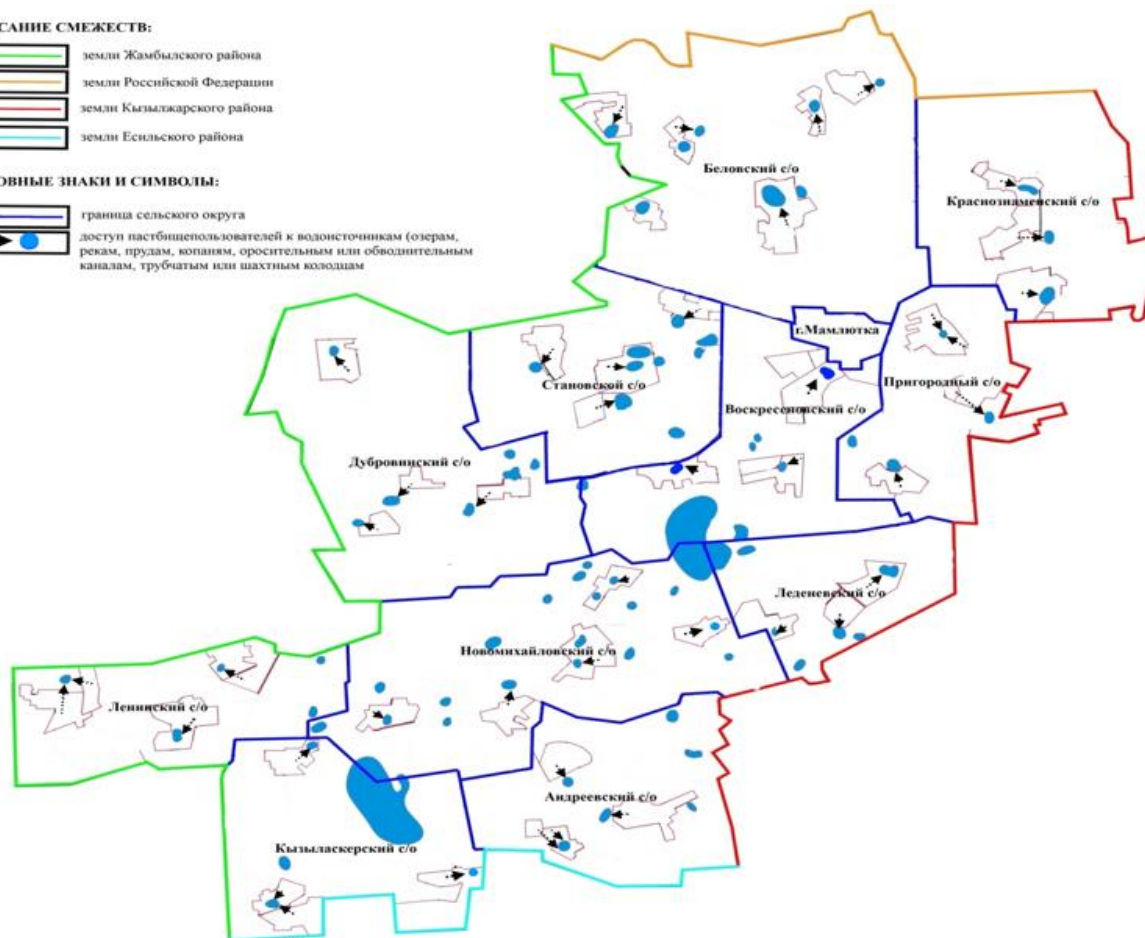 САНИЕ СМЕЖЕСТВ:
земли Жамбылского района
земли Российской Федерации
земли Кызылжарского района
земли Есильского района
ОВНЫЕ ЗНАКИ И СИМВОЛЫ:
граница сельского округа
доступ пастбищепользователей к водоисточникам (озерам,
рекам, прудам, копаням, оросительным или обводнительным
каналам, трубчатым или шахтным колодцам
Беловский с/о
Краснознаменский с/о
г.Мамлютка
Становской с/о
Пригородный с/о
Воскресеновский с/о
Дубровинский с/о
Леденевский с/о
Новомихайловский с/о
Ленинский с/о
Андреевский с/о
Кызыласкерский с/о